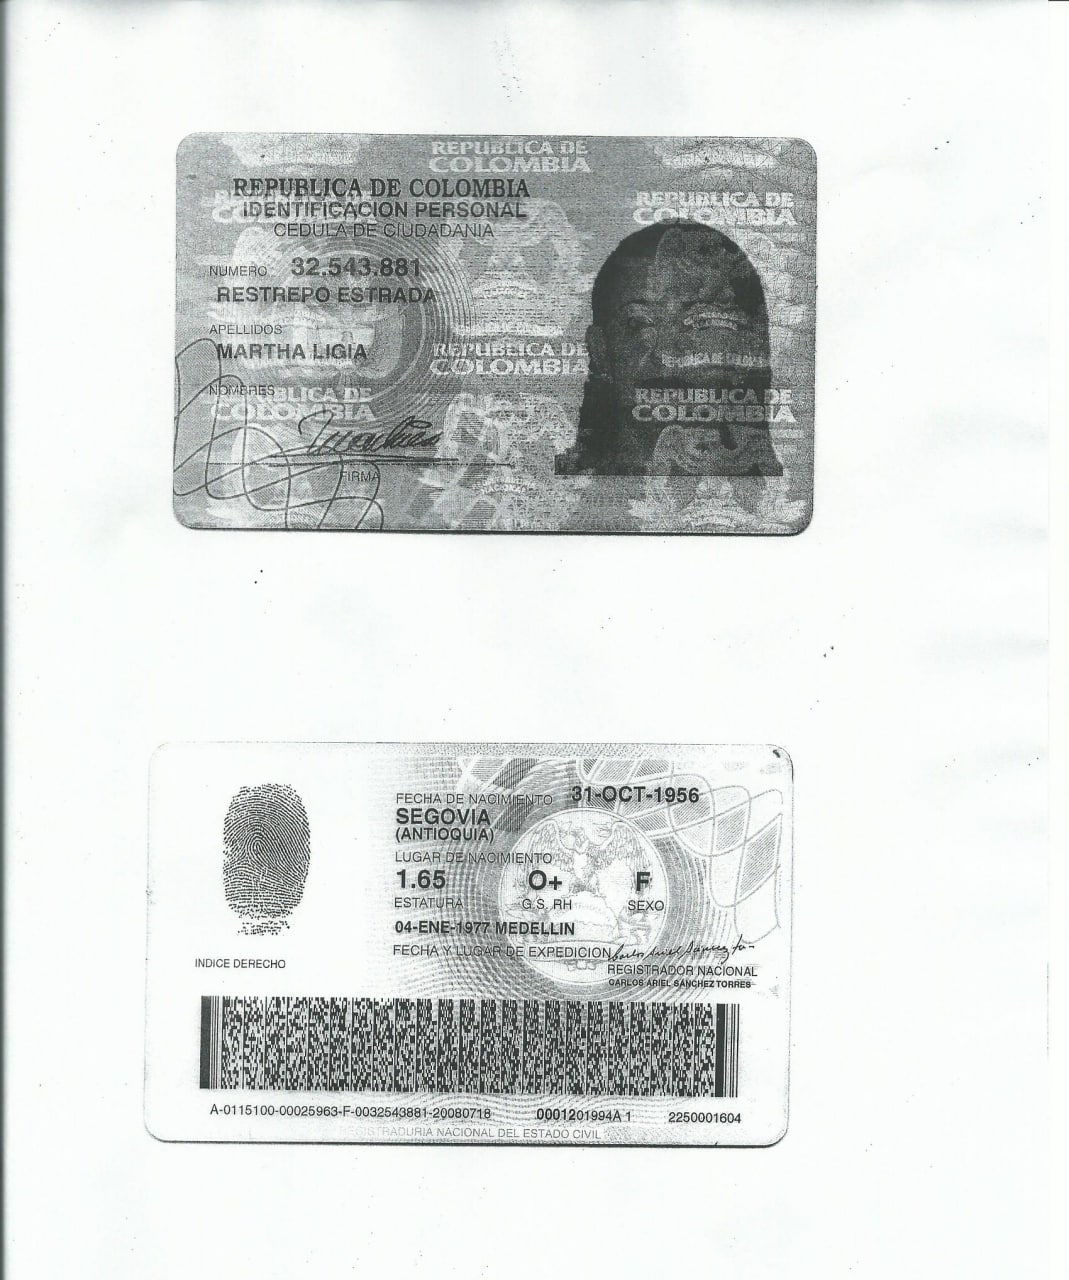 REPUBLICA DE COLOMBIA
IDENTIFICACION PERSONAL
CEDULA DE CIUDADANIA
NUMERO 32.543.881
RESTREPO ESTRADA
APELLIDOS
MARTHA LIGIA
NOMBRES
FIRMA
REPUBLICA DE COLOMBIA
REPUBLICA DE COLOMBIA
REPUBLICA DE COLOMBIA
REPUBLICA DE COLOMBIA
FECHA DE NACIMIENTO 31-OCT-1956
SEGOVIA
(ANTIOQUIA)
LUGAR DE NACIMIENTO
1.65 O+ F
ESTATURA G.S. RH SEXO
04-ENE-1977 MEDELLIN
FECHA Y LUGAR DE EXPEDICION
INDICE DERECHO
REGISTRADOR NACIONAL
CARLOS ARIEL SANCHEZ TORRES
A-0115100-00025963-F-0032543881-20080718 0001201994A 1 2250001604
REGISTRADURIA NACIONAL DEL ESTADO CIVIL